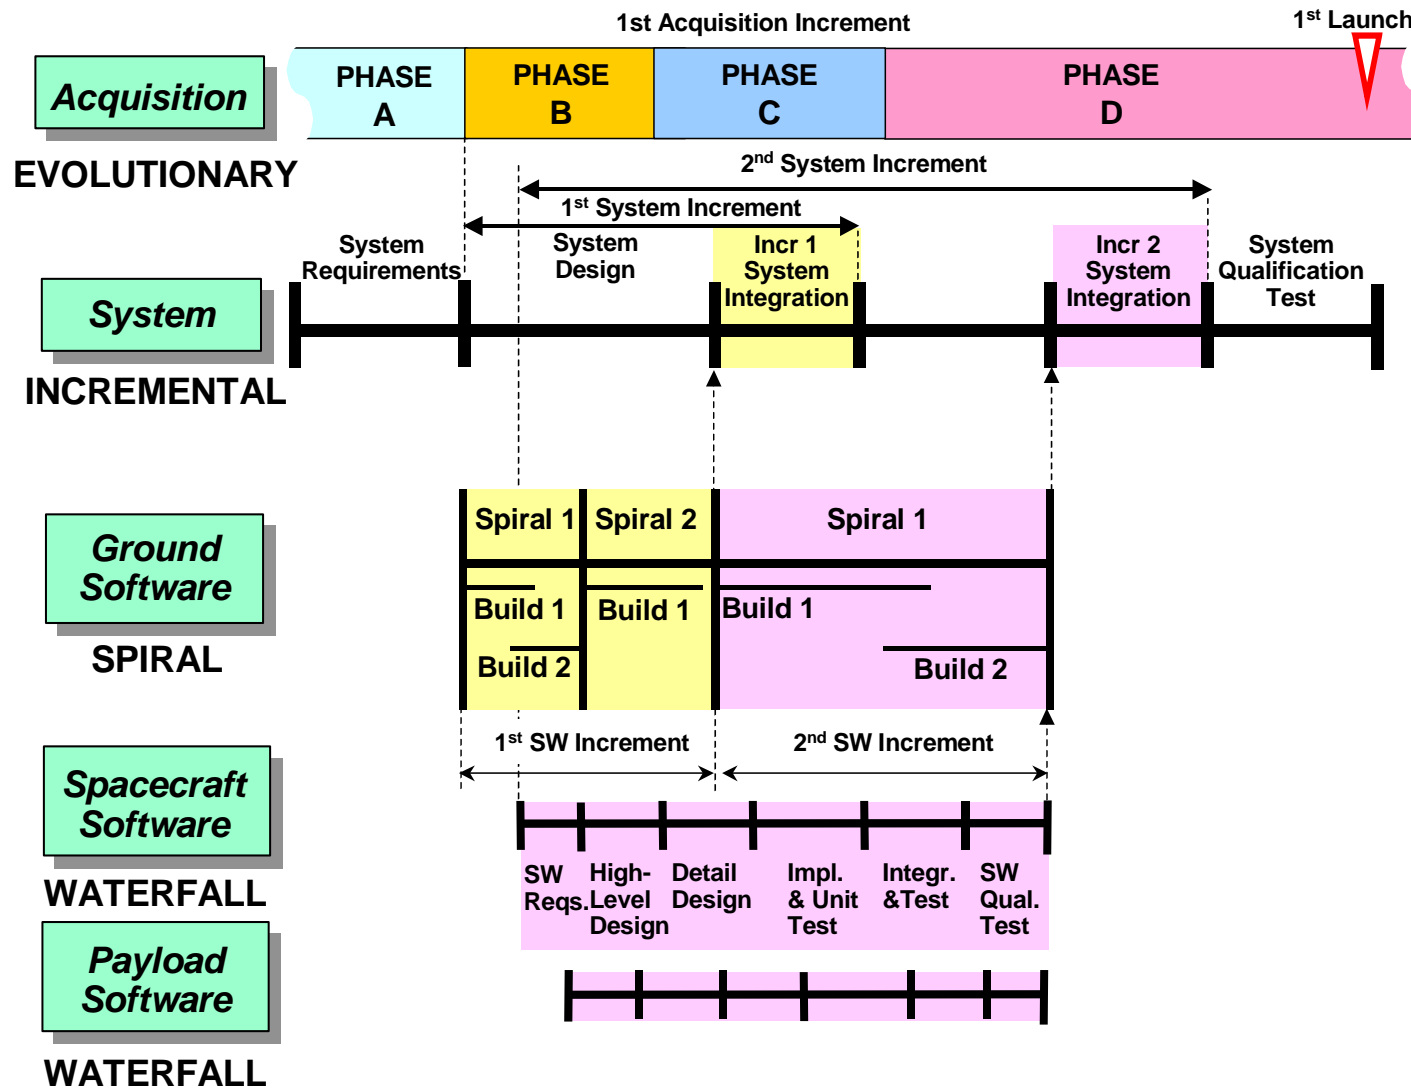 1st Acquisition Increment
1st Launch
Acquisition
PHASE
A
PHASE
B
PHASE
C
PHASE
D
EVOLUTIONARY
2nd System Increment
1st System Increment
System
Requirements
System
Design
Incr 1
System
Integration
Incr 2
System
Integration
System
Qualification
Test
System
INCREMENTAL
Spiral 1
Spiral 2
Spiral 1
Ground
Software
Build 1
Build 1
Build 1
Build 2
Build 2
SPIRAL
1st SW Increment
2nd SW Increment
Spacecraft
Software
SW
Reqs.
High-
Level
Design
Detail
Design
Impl.
& Unit
Test
Integr.
&Test
SW
Qual.
Test
WATERFALL
Payload
Software
WATERFALL